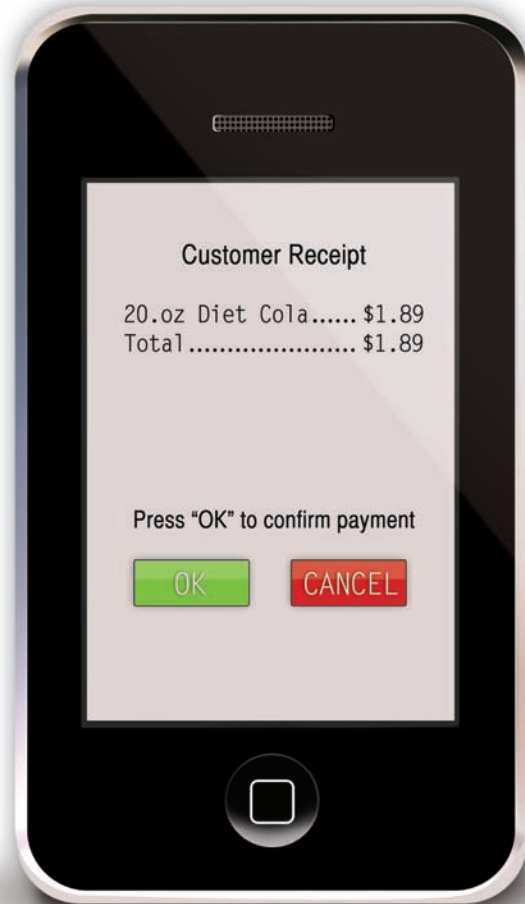 Customer Receipt
20.oz Diet Cola...... $1.89
Total....................... $1.89
Press “OK” to confirm payment
OK CANCEL